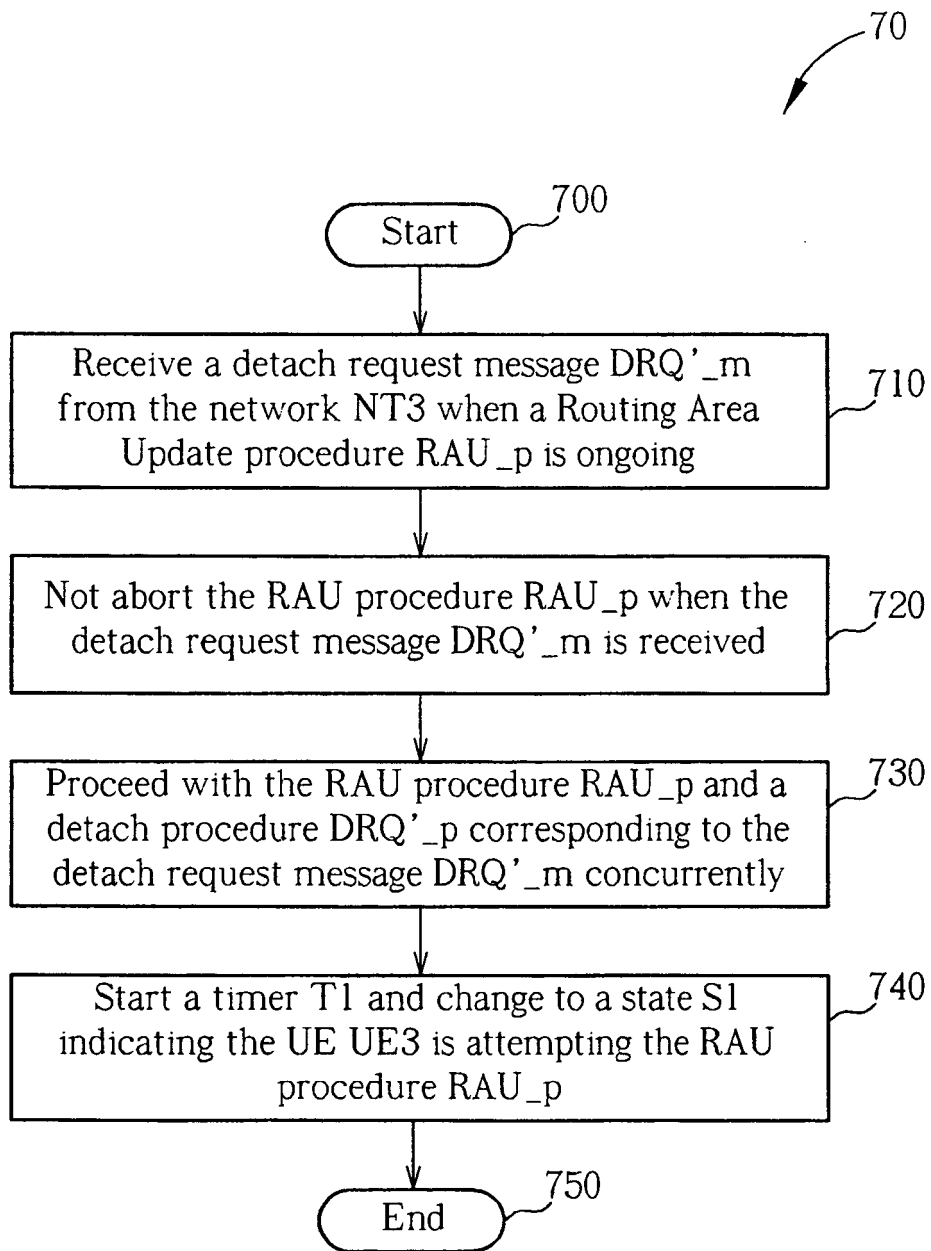 70
Start
700
Receive a detach request message DRQ'_m
from the network NT3 when a Routing Area
Update procedure RAU_p is ongoing
710
Not abort the RAU procedure RAU_p when the
detach request message DRQ'_m is received
720
Proceed with the RAU procedure RAU_p and a
detach procedure DRQ'_p corresponding to the
detach request message DRQ'_m concurrently
730
Start a timer T1 and change to a state S1
indicating the UE UE3 is attempting the RAU
procedure RAU_p
740
End
750